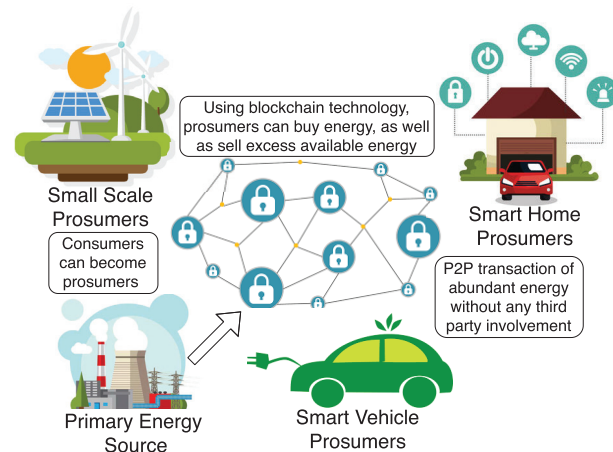 Using blockchain technology,
prosumers can buy energy, as well
as sell excess available energy
Small Scale
Prosumers
Smart Home
Prosumers
Consumers
can become
prosumers
P2P transaction of
abundant energy
without any third
party involvement
Primary Energy
Source
Smart Vehicle
Prosumers